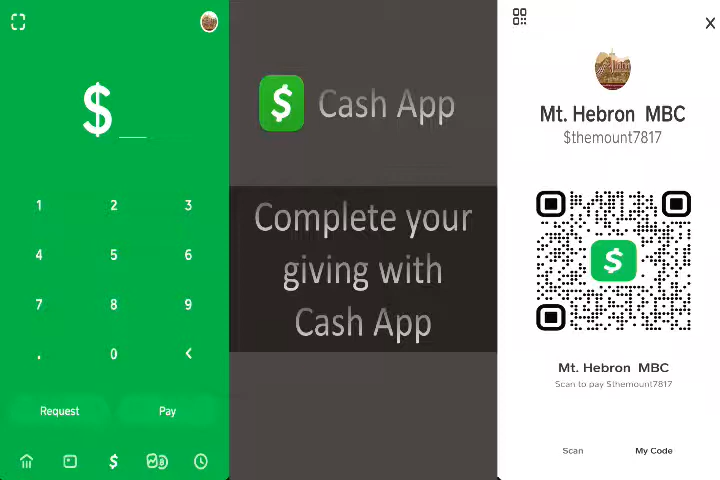 $
1 2 3
4 5 6
7 8 9
. 0 <
Request Pay
$
$ Cash App
Complete your
giving with
Cash App
X
Mt. Hebron MBC
$themount7817
$
Mt. Hebron MBC
Scan to pay $themount7817
Scan My Code